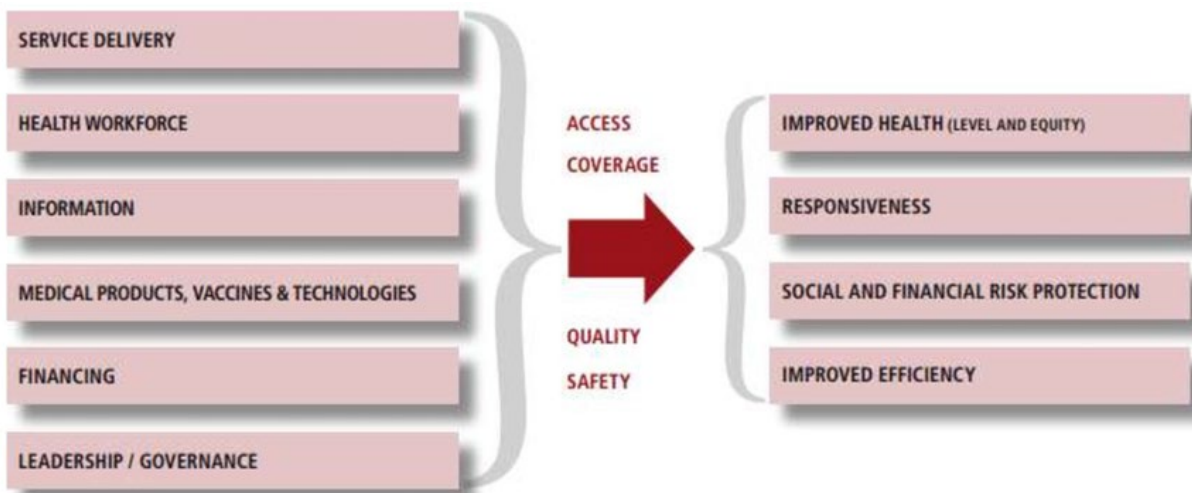 SERVICE DELIVERY
HEALTH WORKFORCE
INFORMATION
MEDICAL PRODUCTS, VACCINES & TECHNOLOGIES
FINANCING
LEADERSHIP / GOVERNANCE
ACCESS
COVERAGE
QUALITY
SAFETY
IMPROVED HEALTH (LEVEL AND EQUITY)
RESPONSIVENESS
SOCIAL AND FINANCIAL RISK PROTECTION
IMPROVED EFFICIENCY